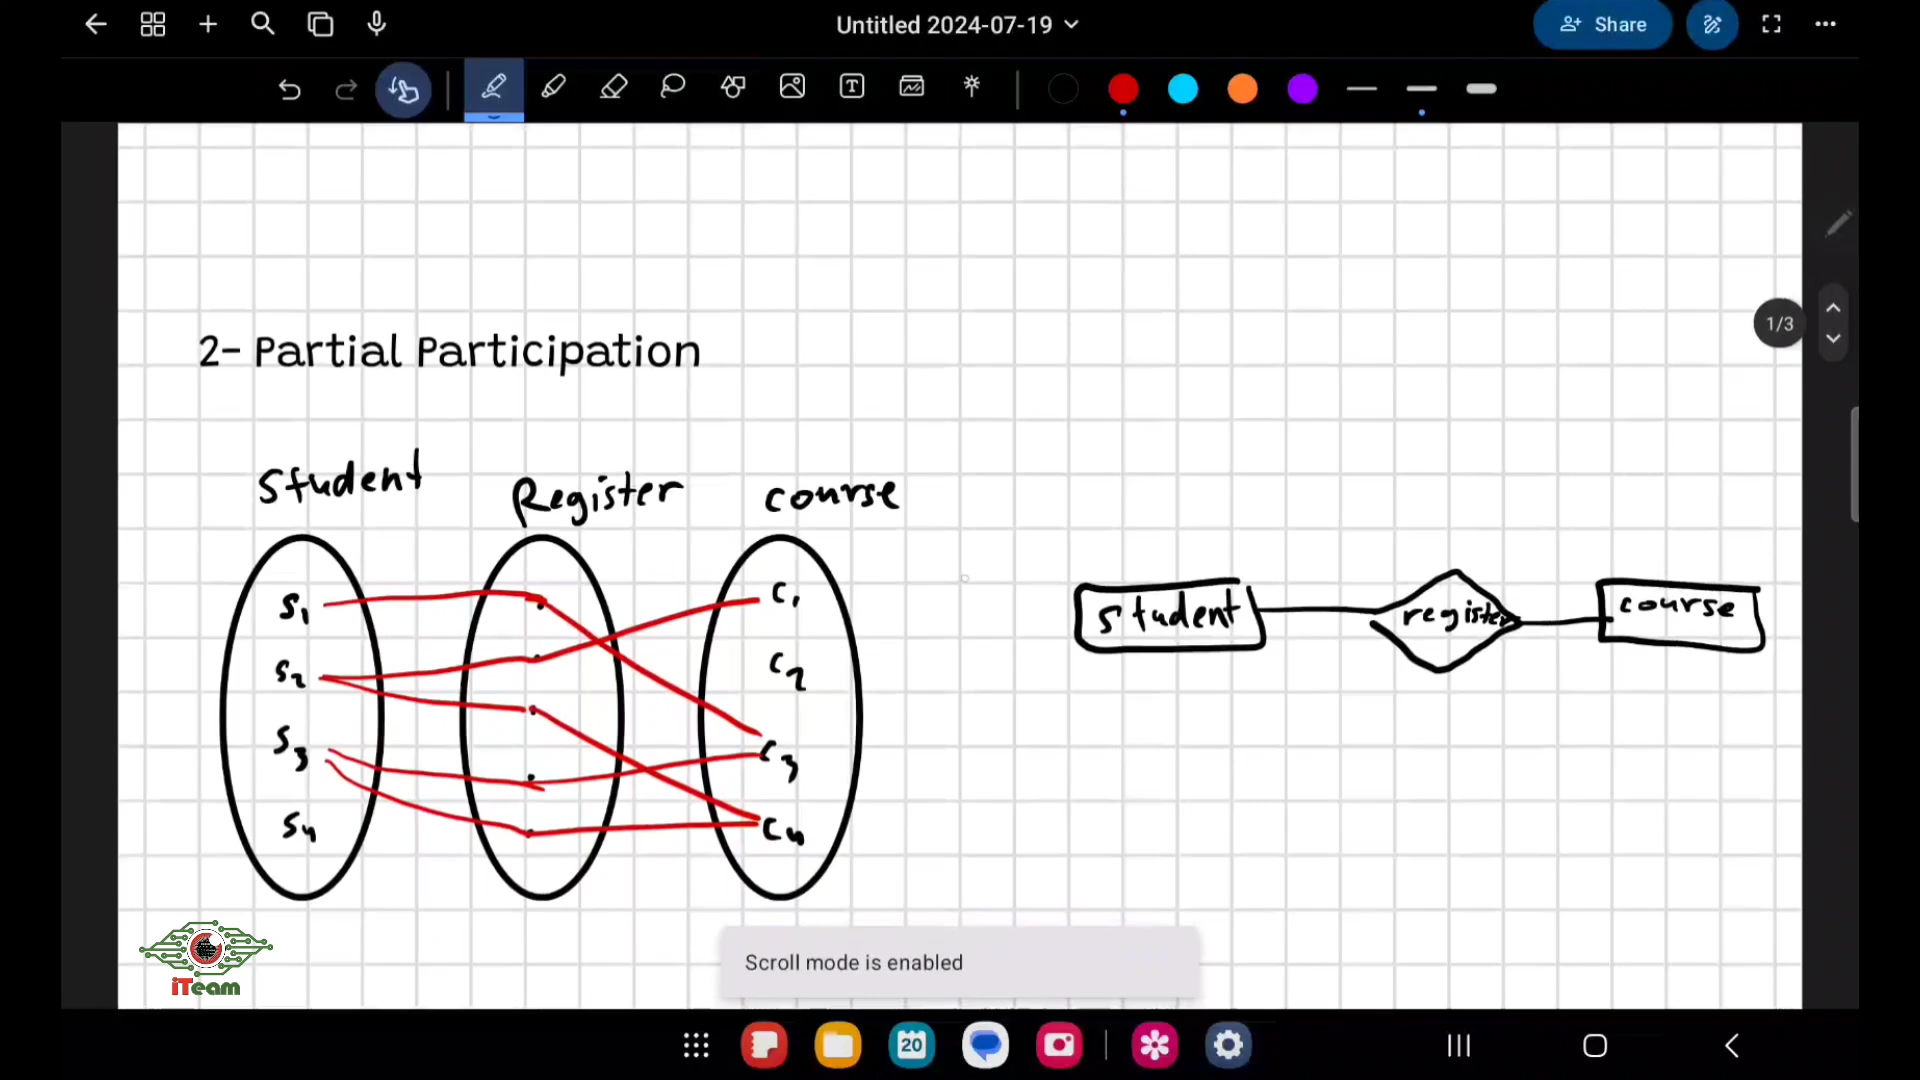 Untitled 2024-07-19
Share
1/3
2- Partial Participation
Student
Register
course
S1
S2
S3
S4
C1
C2
C3
C4
student
register
course
iTeam
Scroll mode is enabled
20